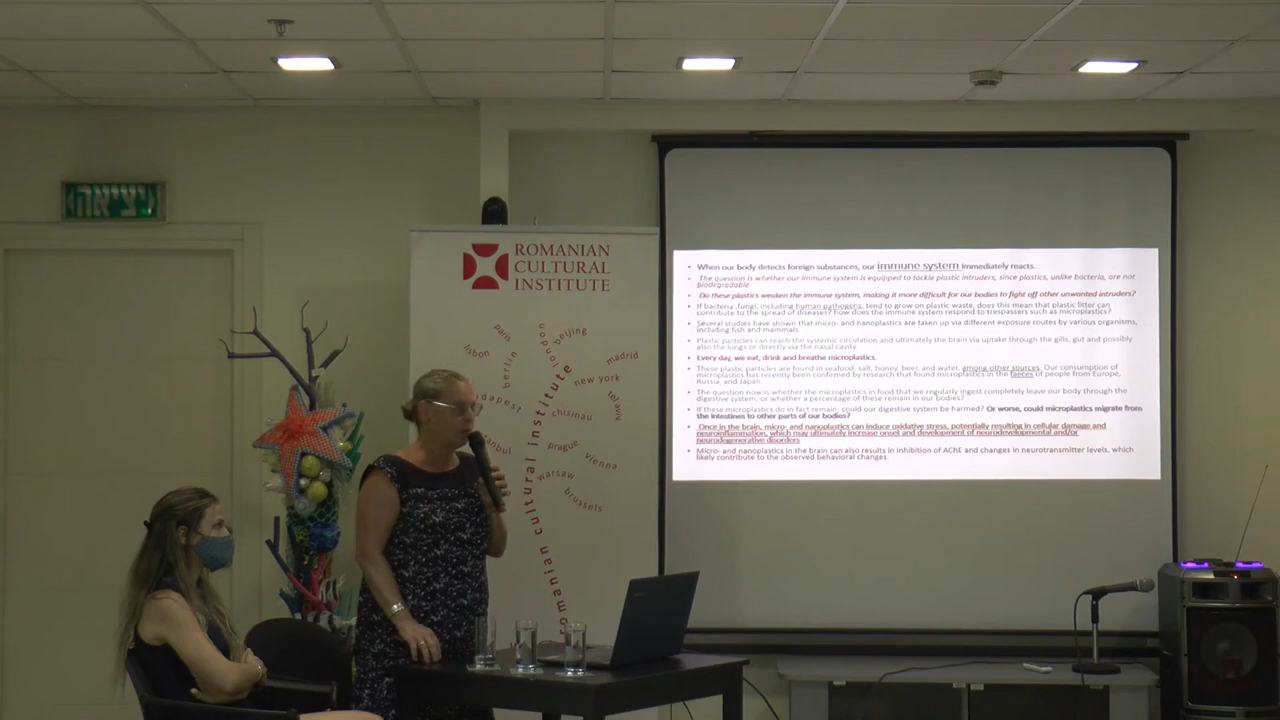 יציאה
ROMANIAN
CULTURAL
INSTITUTE
paris
lisbon
berlin
london
beijing
madrid
new york
tel aviv
budapest
chisinau
istanbul
prague
vienna
warsaw
brussels
romanian cultural institute
• When our body detects foreign substances, our immune system immediately reacts.
The question is whether our immune system is equipped to tackle plastic intruders, since plastics, unlike bacteria, are not
biodegradable
• Do these plastics weaken the immune system, making it more difficult for our bodies to fight off other unwanted intruders?
• If bacteria ,fungi, including human pathogens, tend to grow on plastic waste, does this mean that plastic litter can
contribute to the spread of diseases? how does the immune system respond to trespassers such as microplastics?
• Several studies have shown that micro- and nanoplastics are taken up via different exposure routes by various organisms,
including fish and mammals.
• Plastic particles can reach the systemic circulation and ultimately the brain via uptake through the gills, gut and possibly
also the lungs or directly via the nasal cavity
• Every day, we eat, drink and breathe microplastics.
• These plastic particles are found in seafood, salt, honey, beer, and water, among other sources. Our consumption of
microplastics has recently been confirmed by research that found microplastics in the faeces of people from Europe,
Russia, and Japan.
• The question now is whether the microplastics in food that we regularly ingest completely leave our body through the
digestive system, or whether a percentage of these remain in our bodies?
• If these microplastics do in fact remain, could our digestive system be harmed? Or worse, could microplastics migrate from
the intestines to other parts of our body?
• Once in the brain, micro- and nanoplastics can induce oxidative stress, potentially resulting in cellular damage and
neuroinflammation, which may ultimately increase onset and development of neurodevelopmental and/or
neurodegenerative disorders
• Micro- and nanoplastics in the brain can also results in inhibition of AChE and changes in neurotransmitter levels, which
likely contribute to the observed behavioral changes